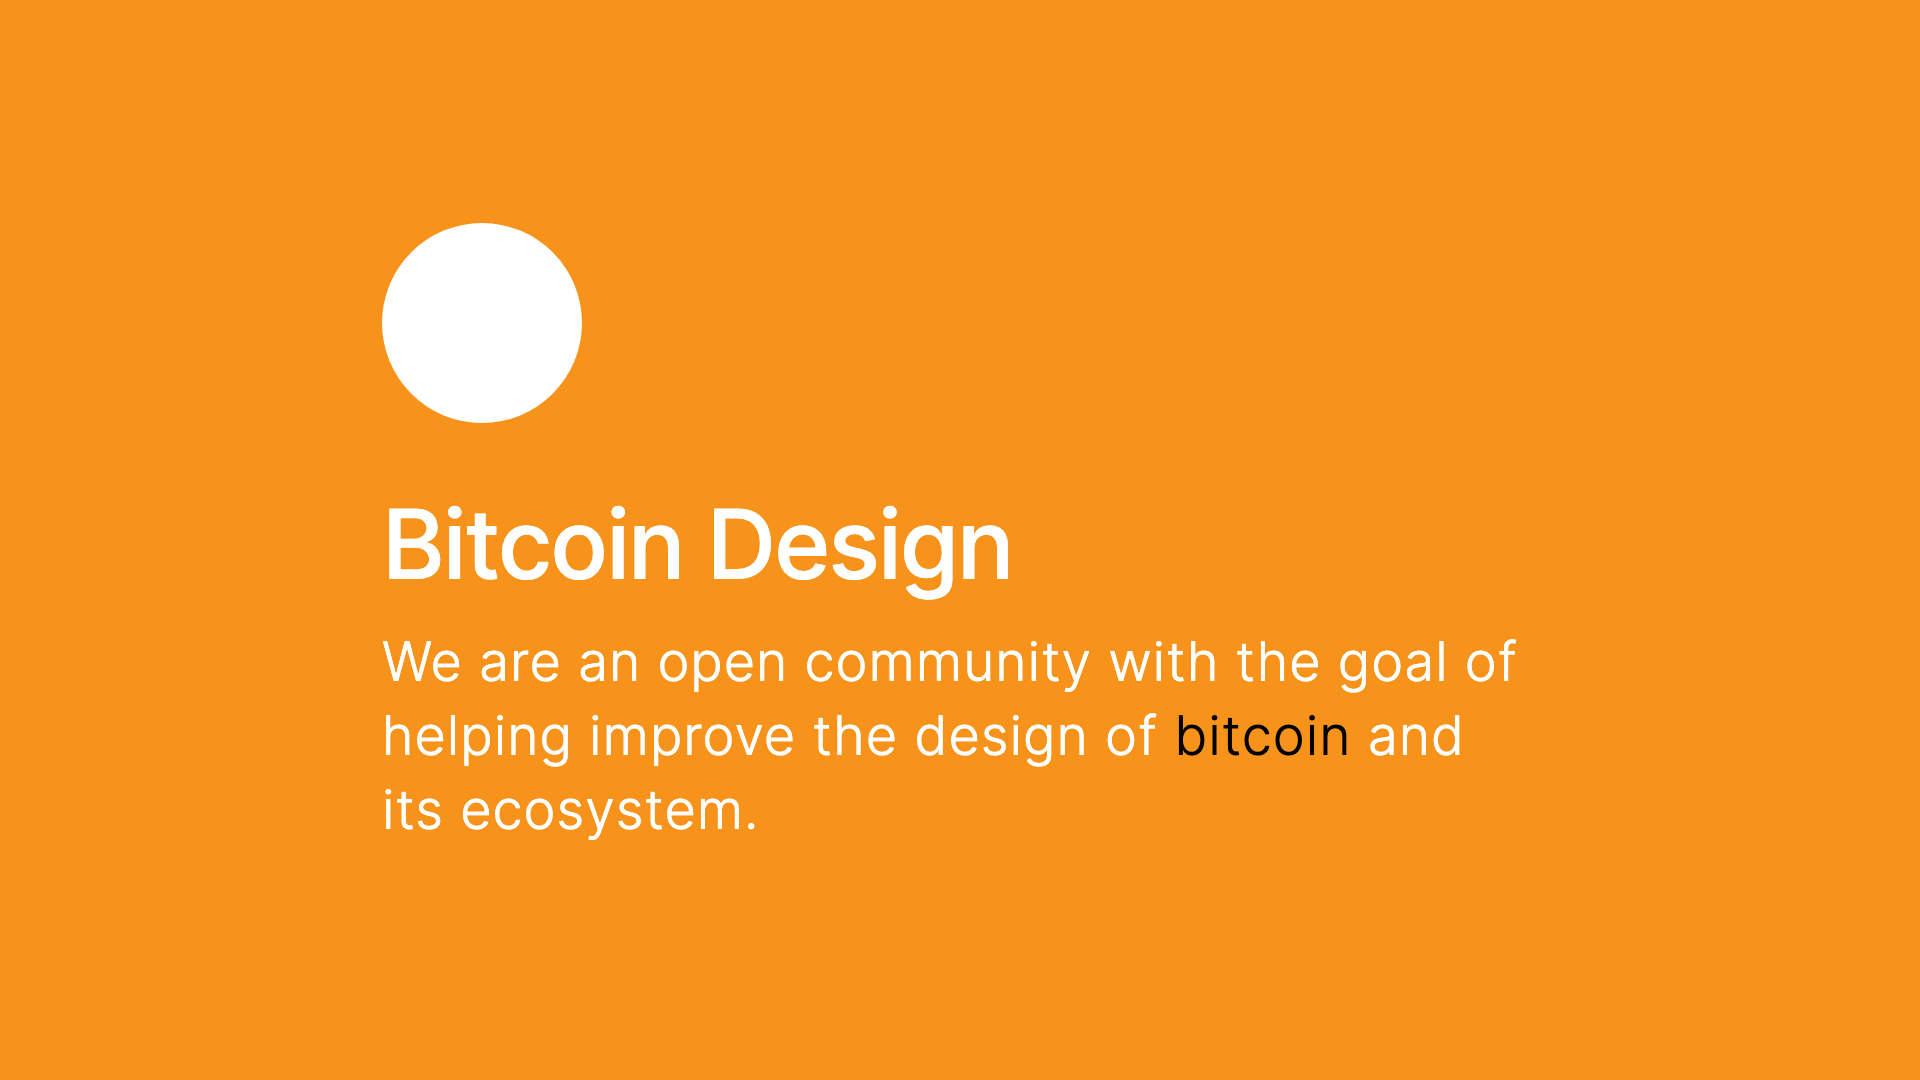 Bitcoin Design
We are an open community with the goal of
helping improve the design of bitcoin and
its ecosystem.